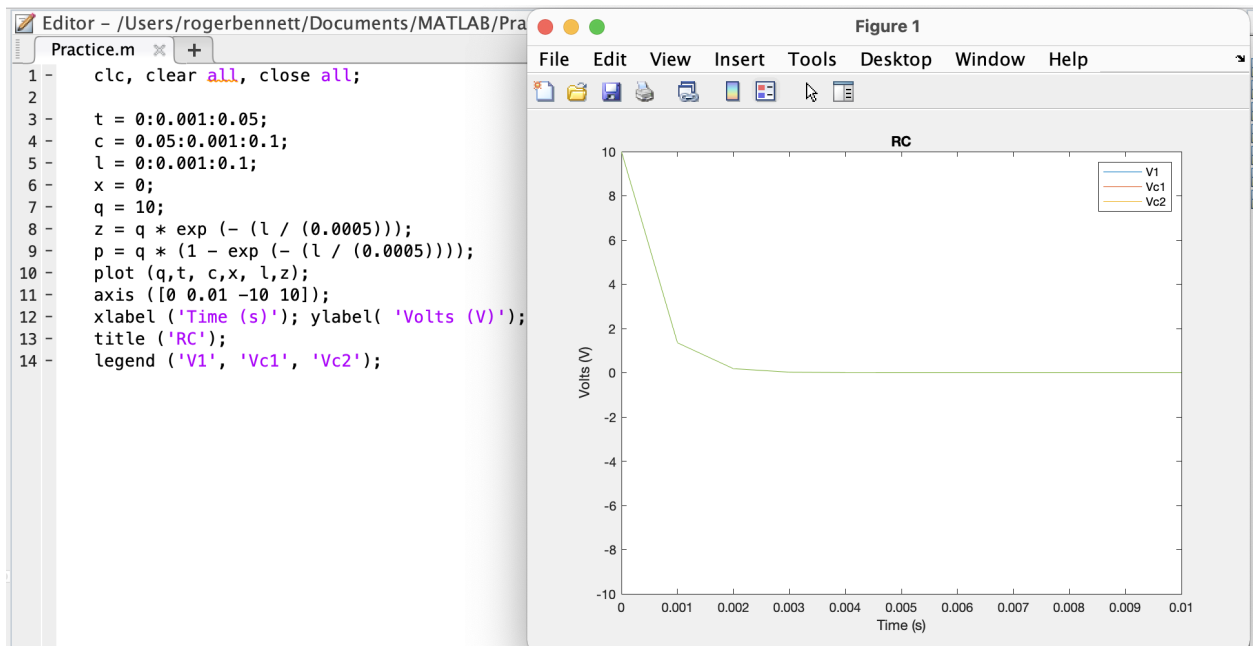 Editor – /Users/rogerbennett/Documents/MATLAB/Pra
Practice.m × +
1 - clc, clear all, close all;
2
3 - t = 0:0.001:0.05;
4 - c = 0.05:0.001:0.1;
5 - l = 0:0.001:0.1;
6 - x = 0;
7 - q = 10;
8 - z = q * exp (- (l / (0.0005)));
9 - p = q * (1 - exp (- (l / (0.0005))));
10 - plot (q,t, c,x, l,z);
11 - axis ([0 0.01 -10 10]);
12 - xlabel ('Time (s)'); ylabel( 'Volts (V)');
13 - title ('RC');
14 - legend ('V1', 'Vc1', 'Vc2');
Figure 1
File Edit View Insert Tools Desktop Window Help
RC
V1
Vc1
Vc2
10
8
6
4
2
0
-2
-4
-6
-8
-10
Volts (V)
0 0.001 0.002 0.003 0.004 0.005 0.006 0.007 0.008 0.009 0.01
Time (s)